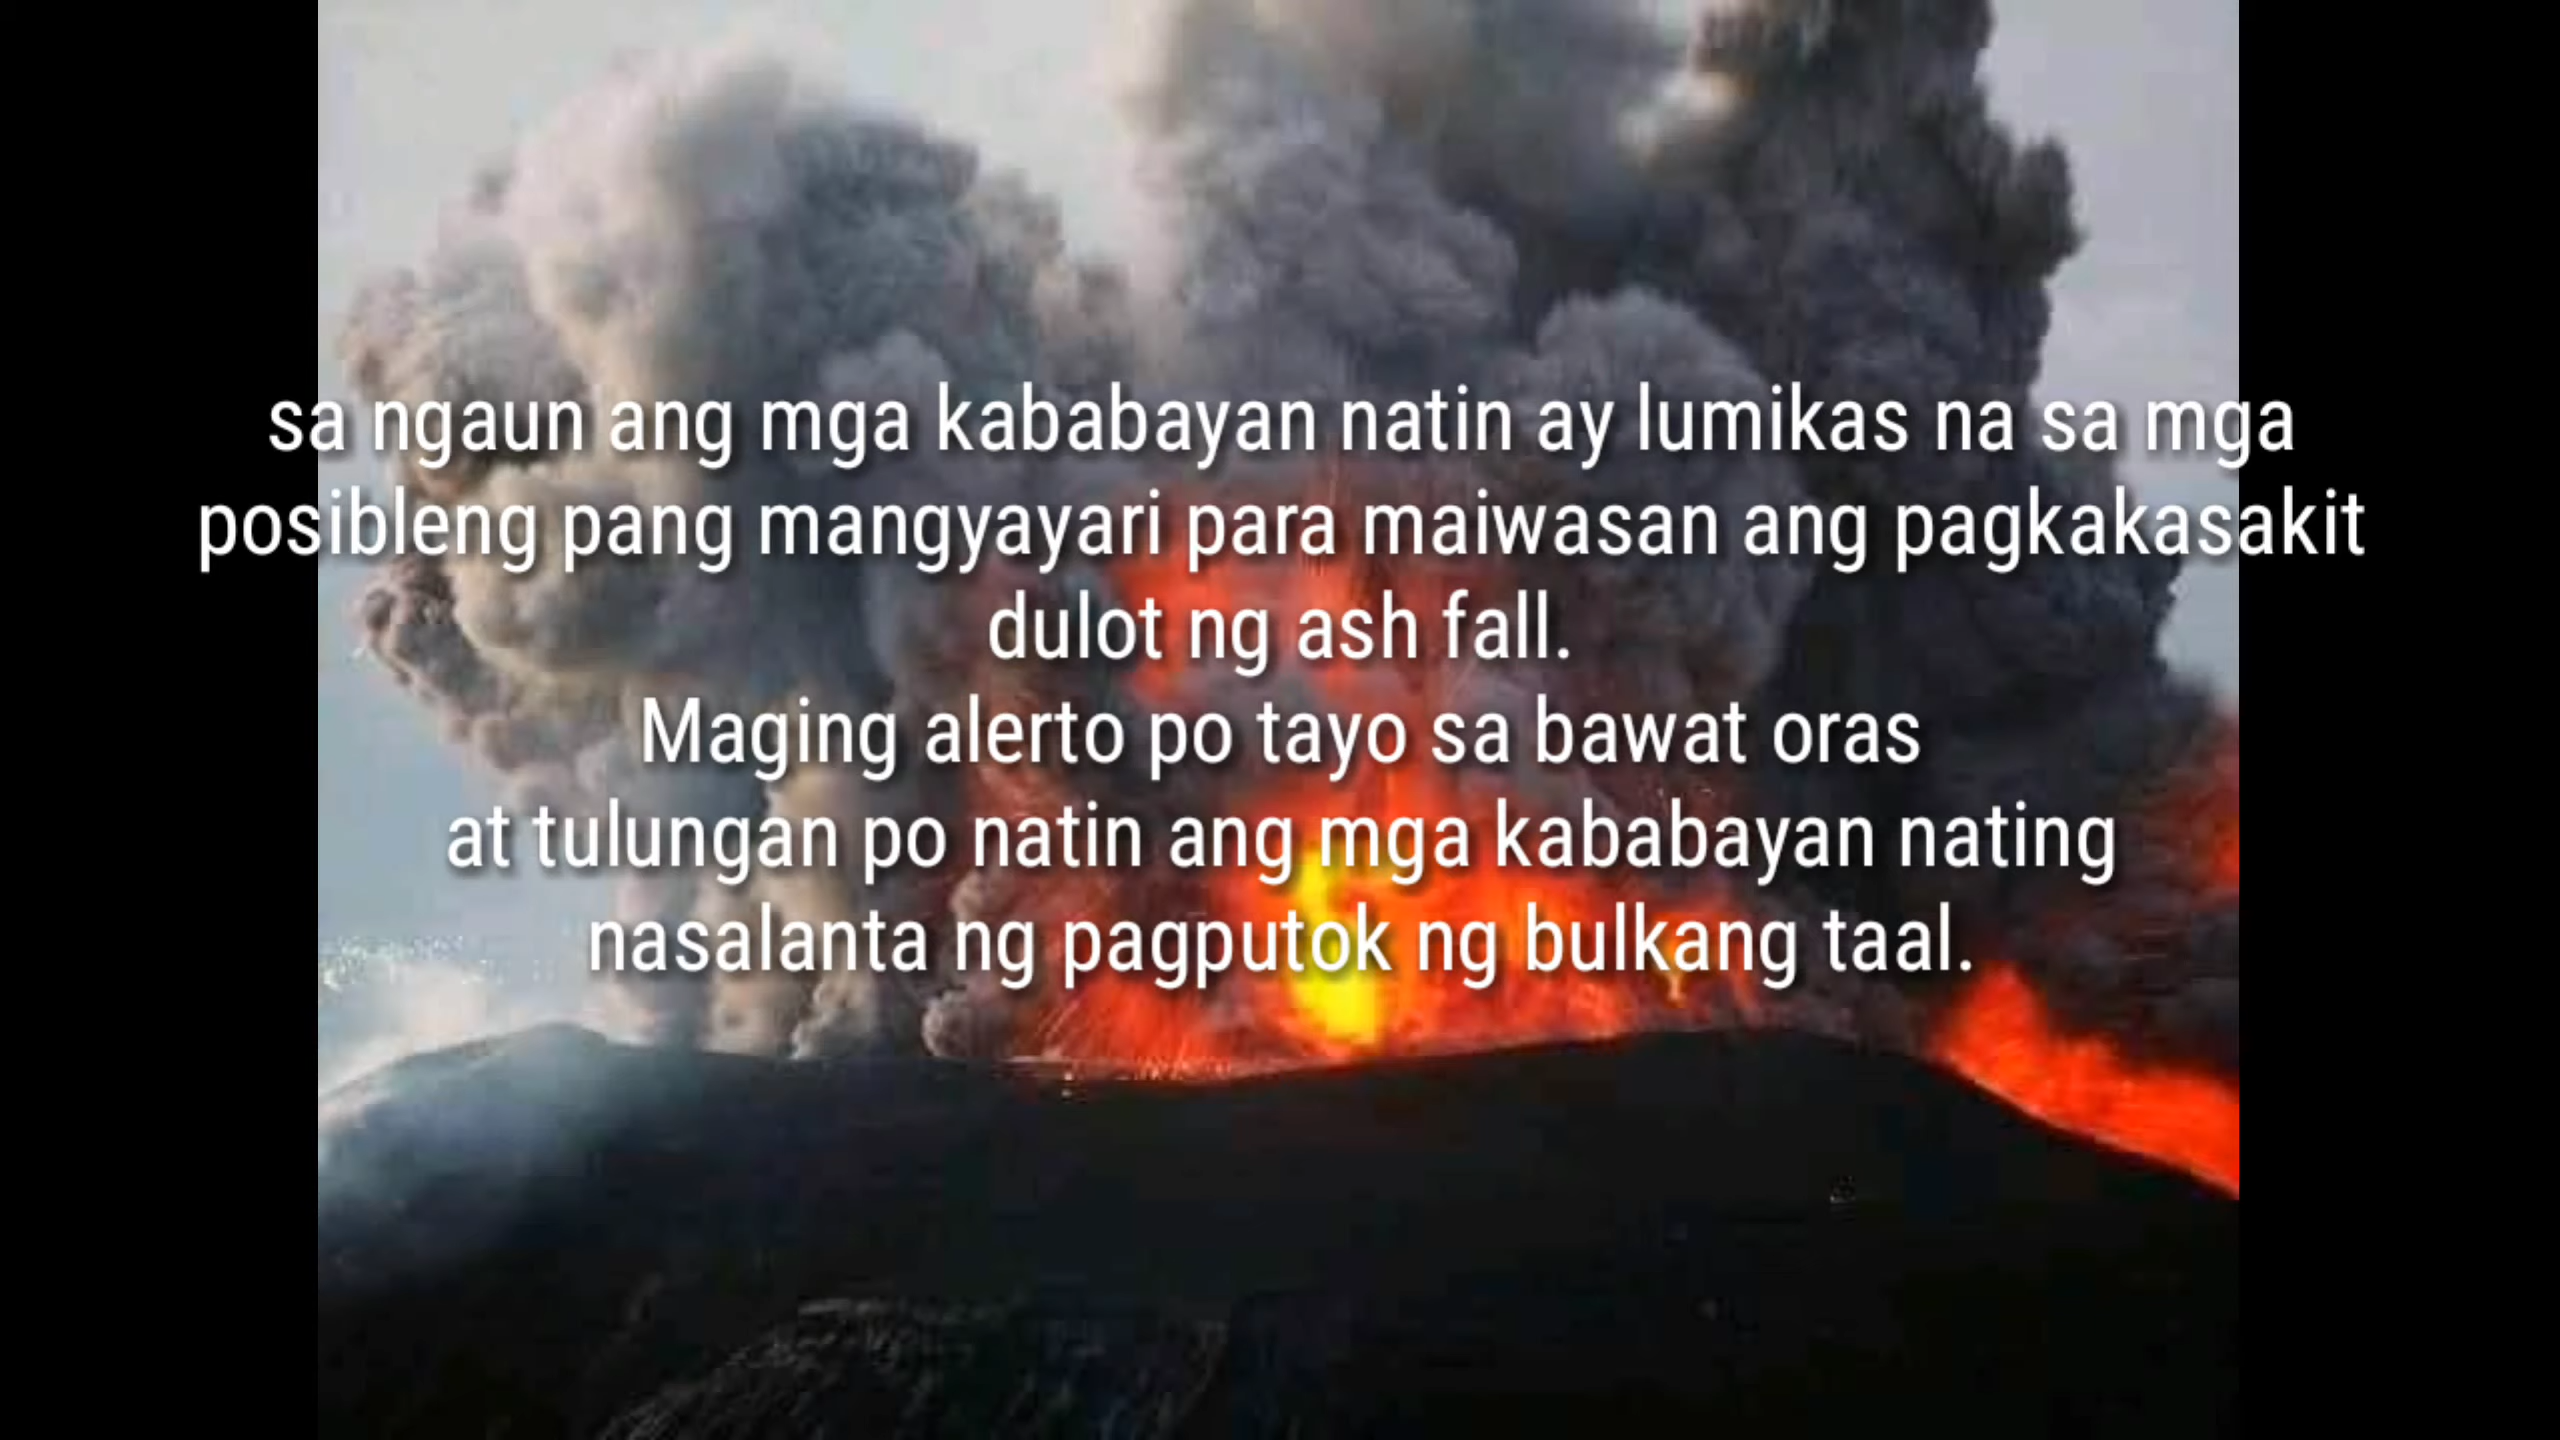 sa ngaun ang mga kababayan natin ay lumikas na sa mga
posibleng pang mangyayari para maiwasan ang pagkakasakit
dulot ng ash fall.
Maging alerto po tayo sa bawat oras
at tulungan po natin ang mga kababayan nating
nasalanta ng pagputok ng bulkang taal.